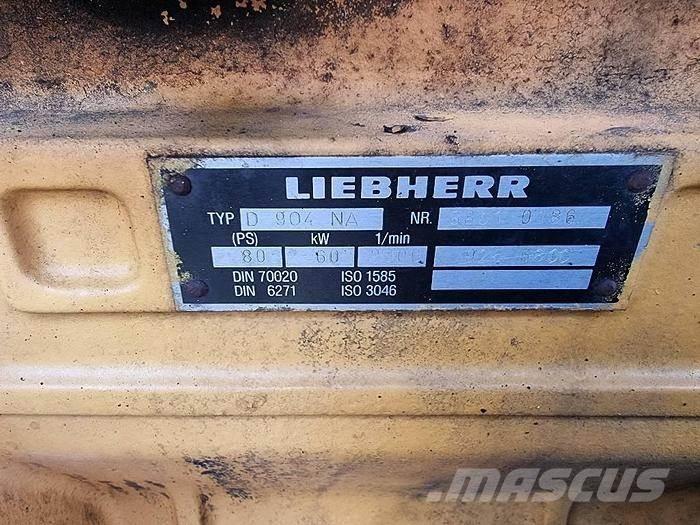 LIEBHERR
TYP D 904 NA NR.
(PS) kW 1/min
80 60
DIN 70020 ISO 1585
DIN 6271 ISO 3046
MASCUS